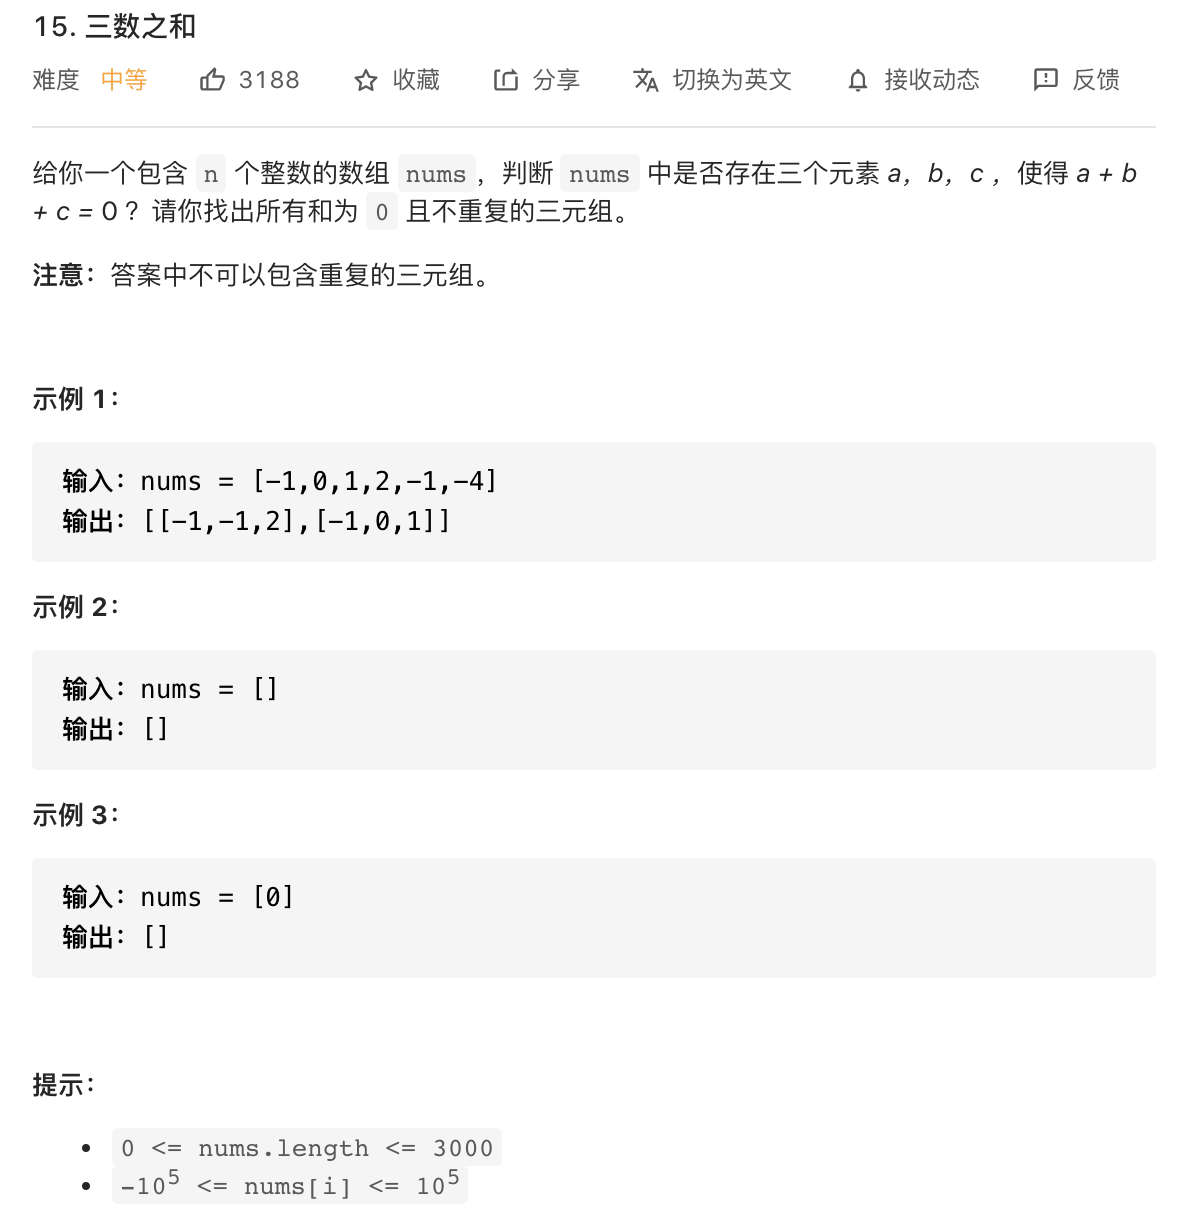 15. 三数之和
难度 中等 3188 收藏 分享 切换为英文 接收动态 反馈
给你一个包含 n 个整数的数组 nums，判断 nums 中是否存在三个元素 a，b，c ，使得 a + b
+ c = 0 ？请你找出所有和为 0 且不重复的三元组。
注意：答案中不可以包含重复的三元组。
示例 1：
输入：nums = [-1,0,1,2,-1,-4]
输出：[[-1,-1,2],[-1,0,1]]
示例 2：
输入：nums = []
输出：[]
示例 3：
输入：nums = [0]
输出：[]
提示：
• 0 <= nums.length <= 3000
• -10⁵ <= nums[i] <= 10⁵